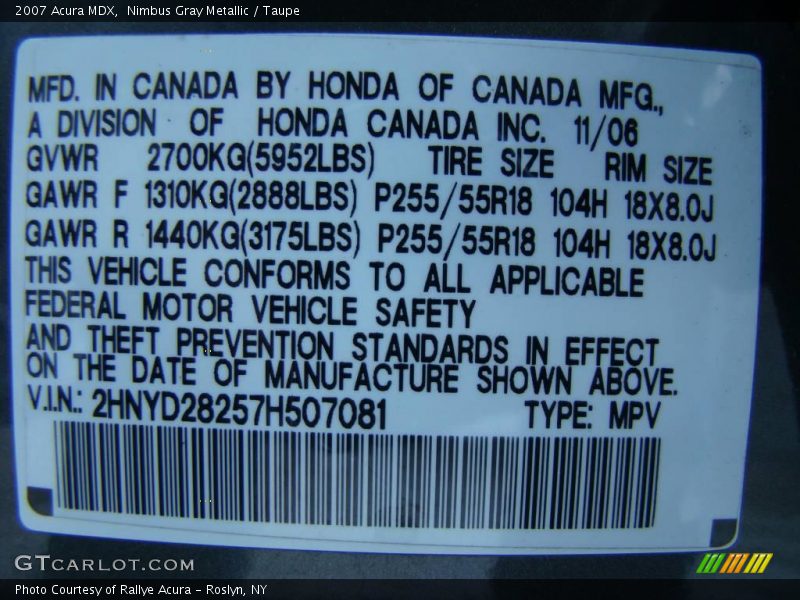 2007 Acura MDX,  Nimbus Gray Metallic / Taupe
MFD. IN CANADA BY HONDA OF CANADA MFG.,
A DIVISION OF HONDA CANADA INC. 11/06
GVWR 2700KG(5952LBS) TIRE SIZE RIM SIZE
GAWR F 1310KG(2888LBS) P255/55R18 104H 18X8.0J
GAWR R 1440KG(3175LBS) P255/55R18 104H 18X8.0J
THIS VEHICLE CONFORMS TO ALL APPLICABLE
FEDERAL MOTOR VEHICLE SAFETY
AND THEFT PREVENTION STANDARDS IN EFFECT
ON THE DATE OF MANUFACTURE SHOWN ABOVE.
V.I.N.: 2HNYD28257H507081 TYPE: MPV
GTCARLOT.COM
Photo Courtesy of Rallye Acura - Roslyn, NY